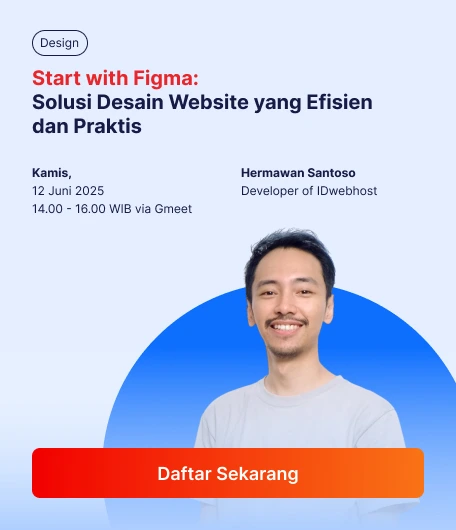 Design
Start with Figma:
Solusi Desain Website yang Efisien
dan Praktis
Kamis,
12 Juni 2025
14.00 - 16.00 WIB via Gmeet
Hermawan Santoso
Developer of IDwebhost
Daftar Sekarang